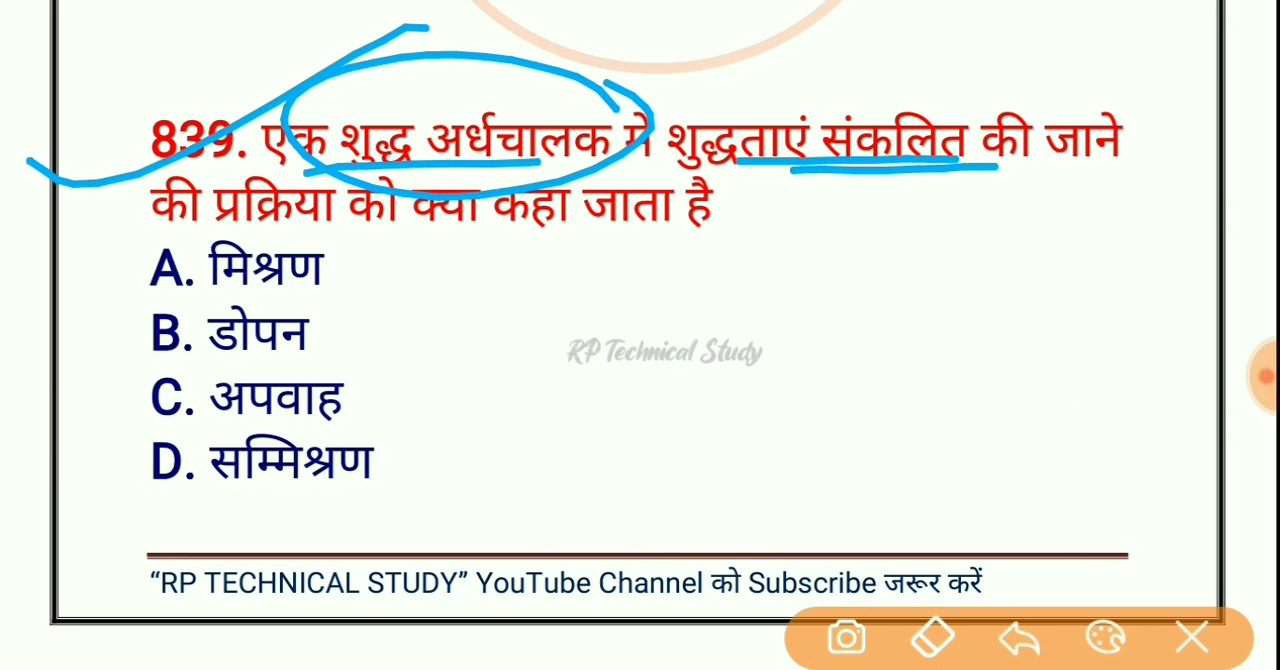 839. एक शुद्ध अर्धचालक मे शुद्धताएं संकलित की जाने
की प्रक्रिया को क्या कहा जाता है
A. मिश्रण
B. डोपन
RP Technical Study
C. अपवाह
D. सम्मिश्रण
“RP TECHNICAL STUDY” YouTube Channel को Subscribe जरूर करें